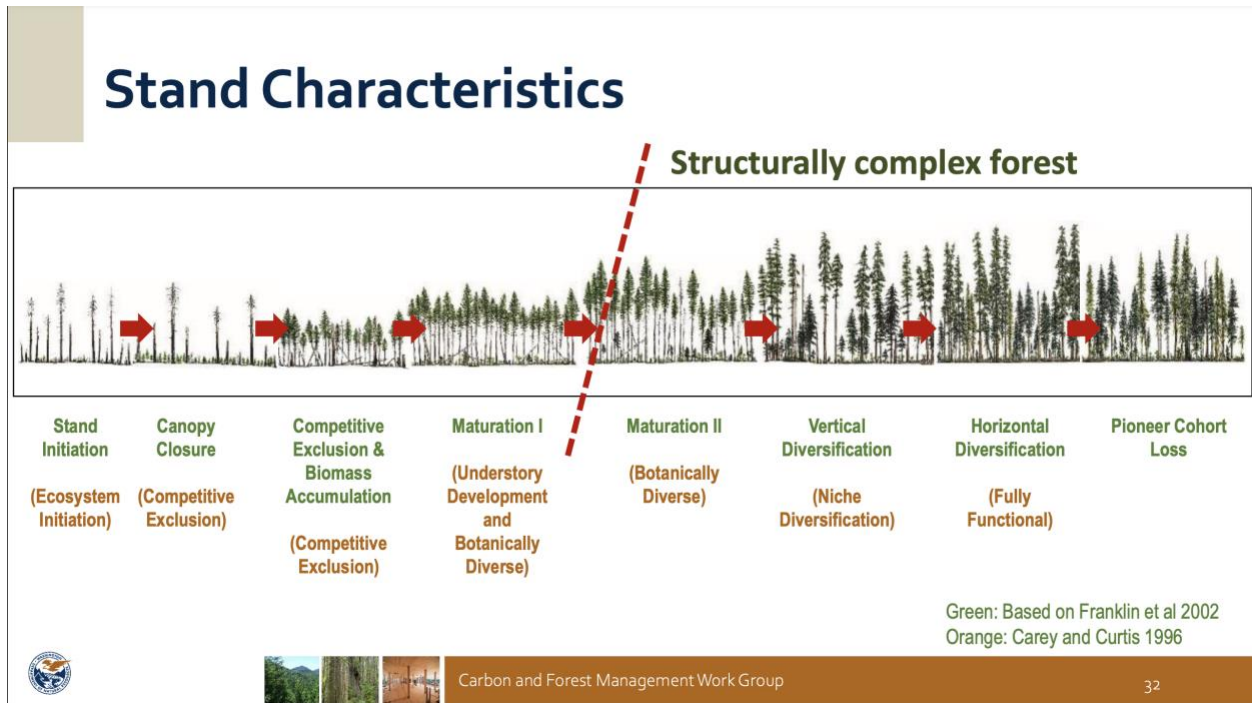 Stand Characteristics
Structurally complex forest
Stand
Initiation
(Ecosystem
Initiation)
Canopy
Closure
(Competitive
Exclusion)
Competitive
Exclusion &
Biomass
Accumulation
(Competitive
Exclusion)
Maturation I
(Understory
Development
and
Botanically
Diverse)
Maturation II
(Botanically
Diverse)
Vertical
Diversification
(Niche
Diversification)
Horizontal
Diversification
(Fully
Functional)
Pioneer Cohort
Loss
Green: Based on Franklin et al 2002
Orange: Carey and Curtis 1996
Carbon and Forest Management Work Group
32